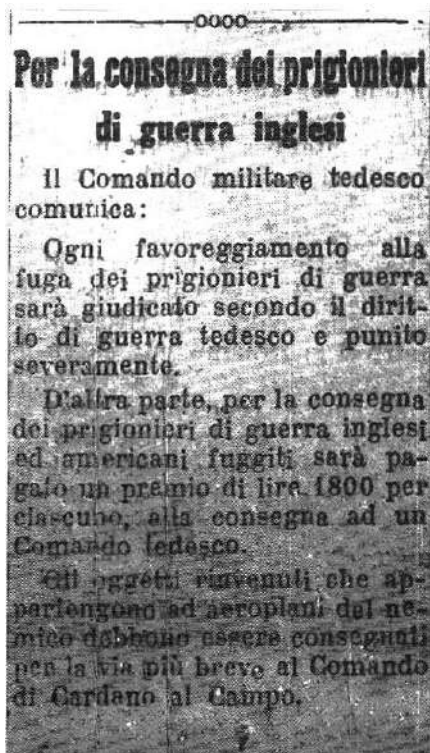 oooo
Per la consegna dei prigionieri
di guerra inglesi
Il Comando militare tedesco
comunica:
Ogni favoreggiamento alla
fuga dei prigionieri di guerra
sarà giudicato secondo il dirit-
to di guerra tedesco e punito
severamente.
D'altra parte, per la consegna
dei prigionieri di guerra inglesi
ed americani fuggiti sarà pa-
gato un premio di lire 1800 per
ciascuno, alla consegna ad un
Comando tedesco.
Gli oggetti rinvenuti che ap-
partengono ad aeroplani del ne-
mico debbono essere consegnati
per la via più breve al Comando
di Cardano al Campo.